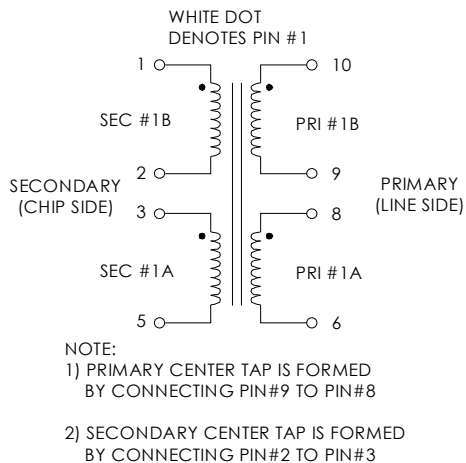 WHITE DOT
DENOTES PIN #1
1
10
SEC #1B
PRI #1B
2
9
SECONDARY
(CHIP SIDE)
PRIMARY
(LINE SIDE)
3
8
SEC #1A
PRI #1A
5
6
NOTE:
1) PRIMARY CENTER TAP IS FORMED
BY CONNECTING PIN#9 TO PIN#8
2) SECONDARY CENTER TAP IS FORMED
BY CONNECTING PIN#2 TO PIN#3